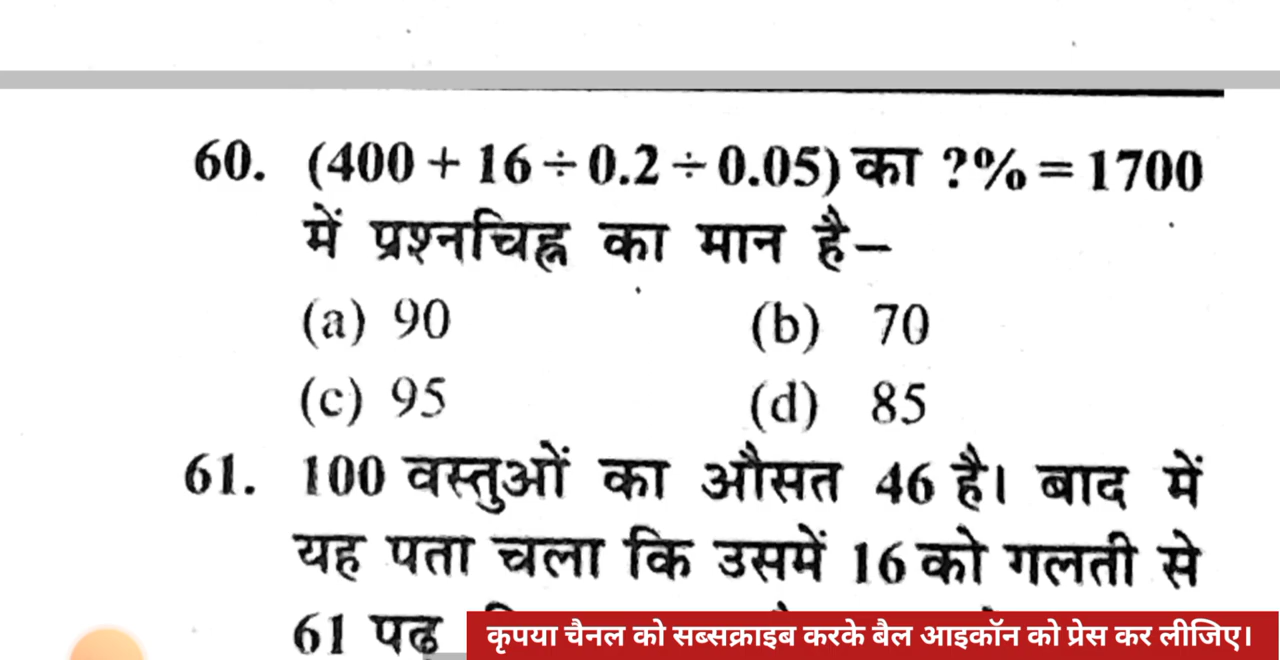 60. (400 + 16 ÷ 0.2 ÷ 0.05) का ?% = 1700
में प्रश्नचिह्न का मान है–
(a) 90 (b) 70
(c) 95 (d) 85
61. 100 वस्तुओं का औसत 46 है। बाद में
यह पता चला कि उसमें 16 को गलती से
61 पढ़
कृपया चैनल को सब्सक्राइब करके बैल आइकॉन को प्रेस कर लीजिए।